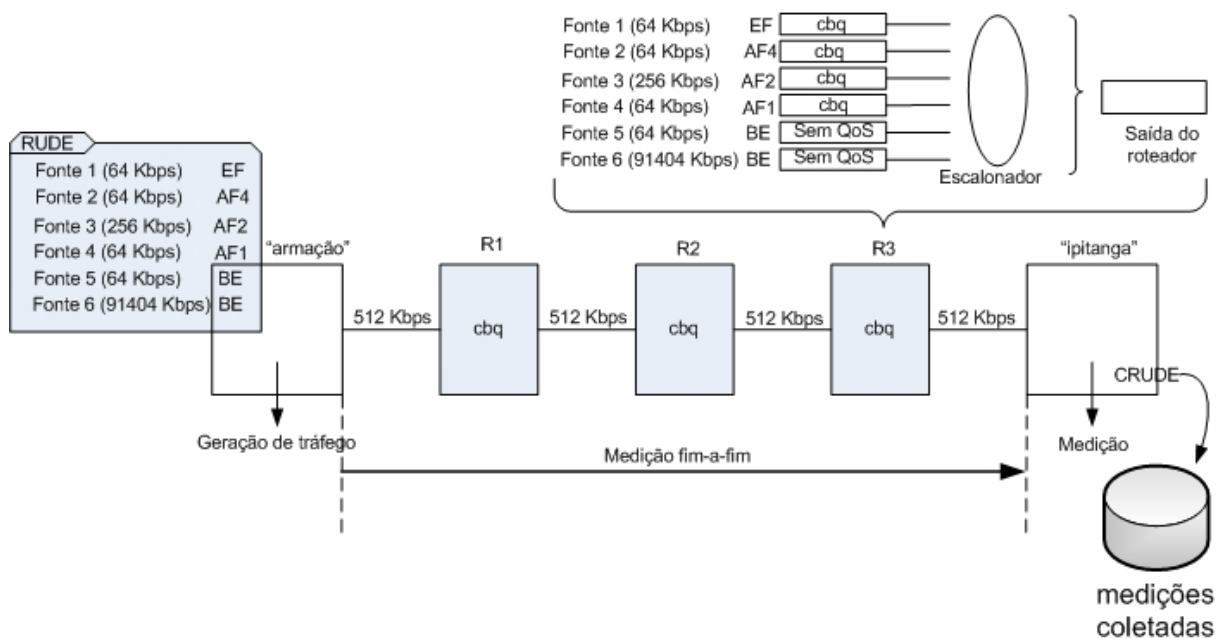 Fonte 1 (64 Kbps) EF cbq
Fonte 2 (64 Kbps) AF4 cbq
Fonte 3 (256 Kbps) AF2 cbq
Fonte 4 (64 Kbps) AF1 cbq
Fonte 5 (64 Kbps) BE Sem QoS
Fonte 6 (91404 Kbps) BE Sem QoS
Escalonador
Saída do
roteador
RUDE
Fonte 1 (64 Kbps) EF
Fonte 2 (64 Kbps) AF4
Fonte 3 (256 Kbps) AF2
Fonte 4 (64 Kbps) AF1
Fonte 5 (64 Kbps) BE
Fonte 6 (91404 Kbps) BE
“armação” R1 R2 R3 “ipitanga”
512 Kbps cbq 512 Kbps cbq 512 Kbps cbq 512 Kbps
CRUDE
Geração de tráfego
Medição
Medição fim-a-fim
medições
coletadas